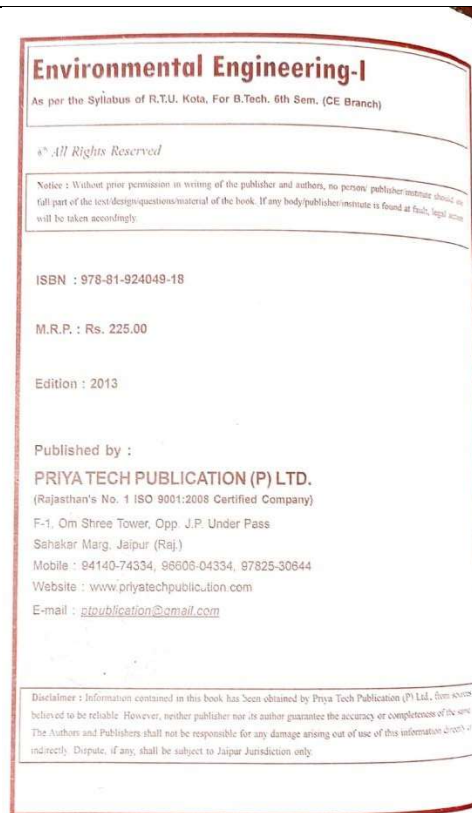 Environmental Engineering-I
As per the Syllabus of R.T.U. Kota, For B.Tech. 6th Sem. (CE Branch)
All Rights Reserved
Notice : Without prior permission in writing of the publisher and authors, no person/ publisher/institute should use
full part of the text/design/questions/material of the book. If any body/publisher/institute is found at fault, legal action
will be taken accordingly.
ISBN : 978-81-924049-18
M.R.P. : Rs. 225.00
Edition : 2013
Published by :
PRIYA TECH PUBLICATION (P) LTD.
(Rajasthan's No. 1 ISO 9001:2008 Certified Company)
F-1, Om Shree Tower, Opp. J.P. Under Pass
Sahakar Marg, Jaipur (Raj.)
Mobile : 94140-74334, 96606-04334, 97825-30644
Website : www.priyatechpublication.com
E-mail : ptpublication@gmail.com
Disclaimer : Information contained in this book has been obtained by Priya Tech Publication (P) Ltd., from sources
believed to be reliable. However, neither publisher nor its author guarantee the accuracy or completeness of the same.
The Authors and Publishers shall not be responsible for any damage arising out of use of this information directly or
indirectly. Dispute, if any, shall be subject to Jaipur Jurisdiction only.